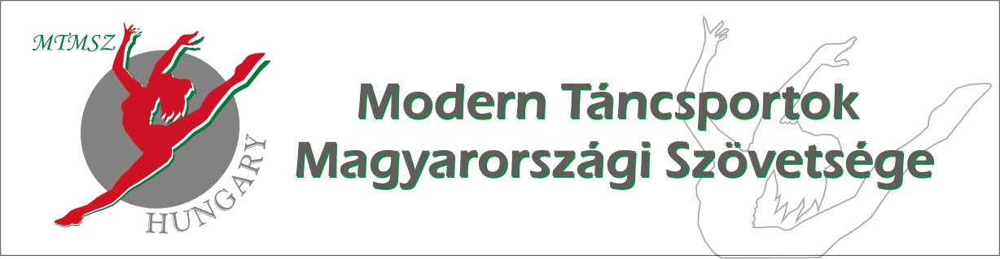 MTMSZ
HUNGARY
Modern Táncsportok
Magyarországi Szövetsége